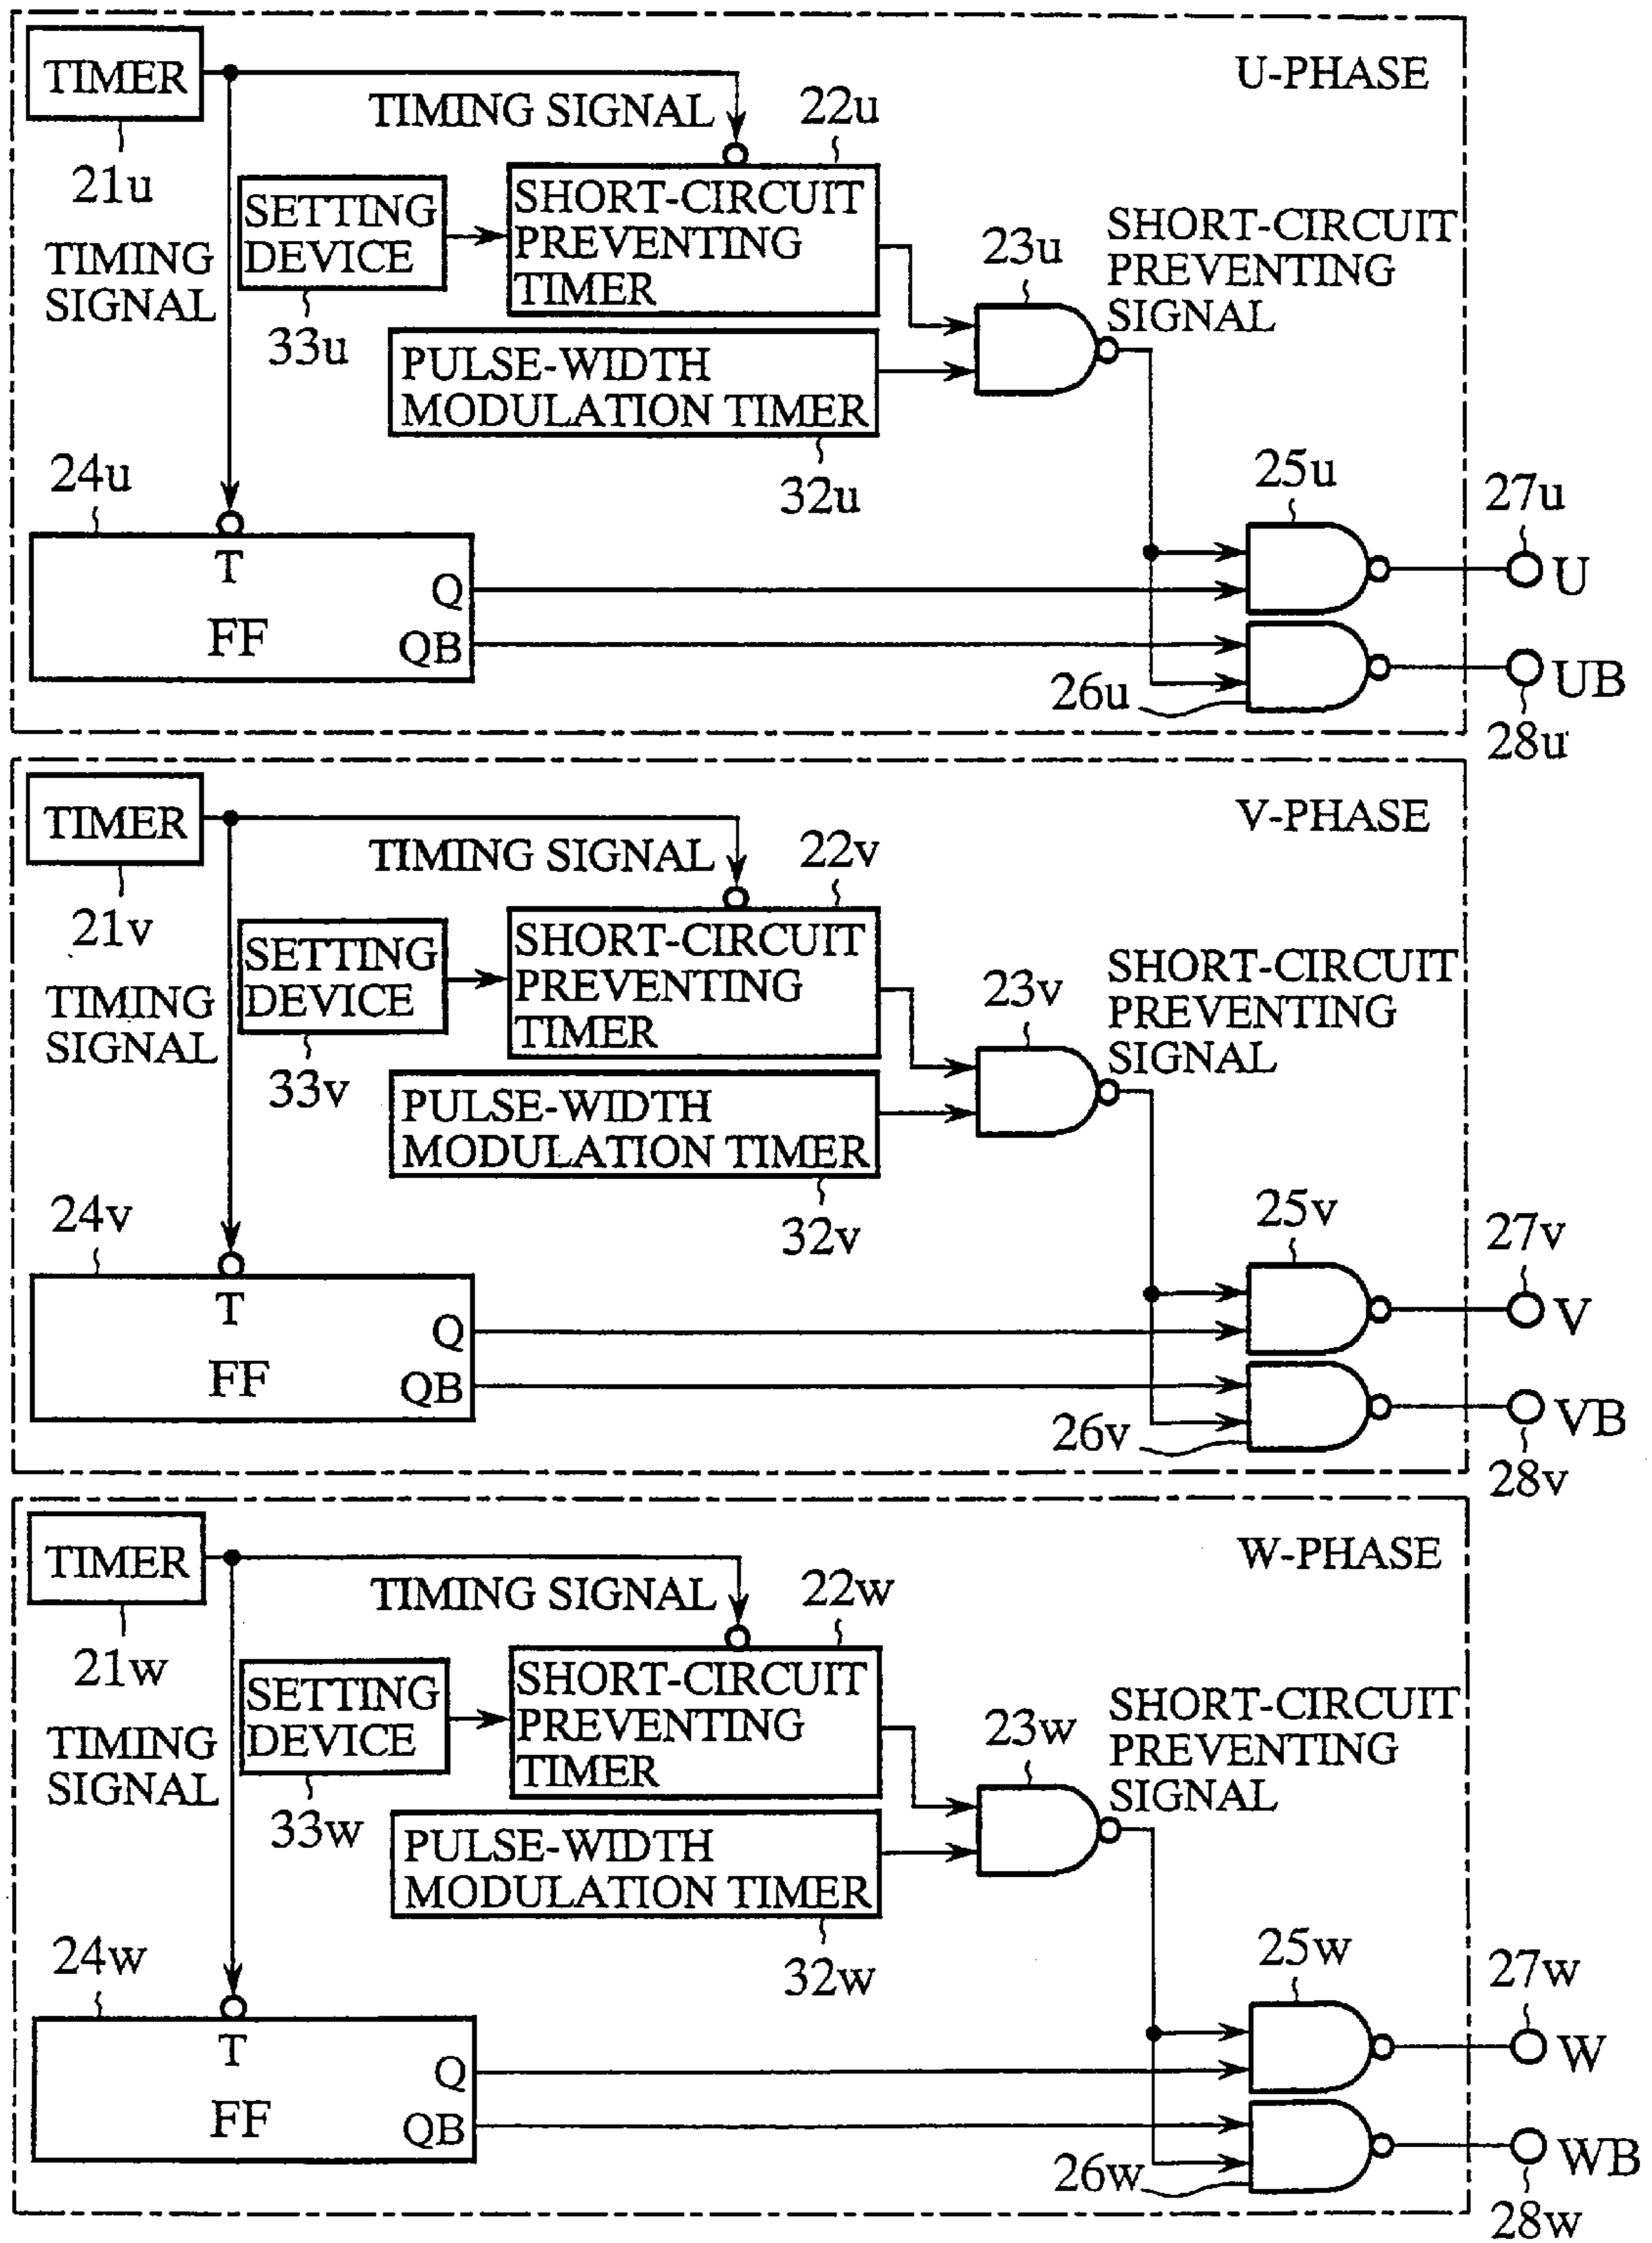 TIMER
U-PHASE
TIMING SIGNAL
22u
21u
SETTING
DEVICE
SHORT-CIRCUIT
PREVENTING
TIMER
TIMING
SIGNAL
33u
23u
SHORT-CIRCUIT
PREVENTING
SIGNAL
PULSE-WIDTH
MODULATION TIMER
32u
24u
25u
27u
T
Q
FF
QB
U
UB
26u
28u
TIMER
V-PHASE
TIMING SIGNAL
22v
21v
SETTING
DEVICE
SHORT-CIRCUIT
PREVENTING
TIMER
TIMING
SIGNAL
33v
23v
SHORT-CIRCUIT
PREVENTING
SIGNAL
PULSE-WIDTH
MODULATION TIMER
32v
24v
25v
27v
T
Q
FF
QB
V
VB
26v
28v
TIMER
W-PHASE
TIMING SIGNAL
22w
21w
SETTING
DEVICE
SHORT-CIRCUIT
PREVENTING
TIMER
TIMING
SIGNAL
33w
23w
SHORT-CIRCUIT
PREVENTING
SIGNAL
PULSE-WIDTH
MODULATION TIMER
32w
24w
25w
27w
T
Q
FF
QB
W
WB
26w
28w